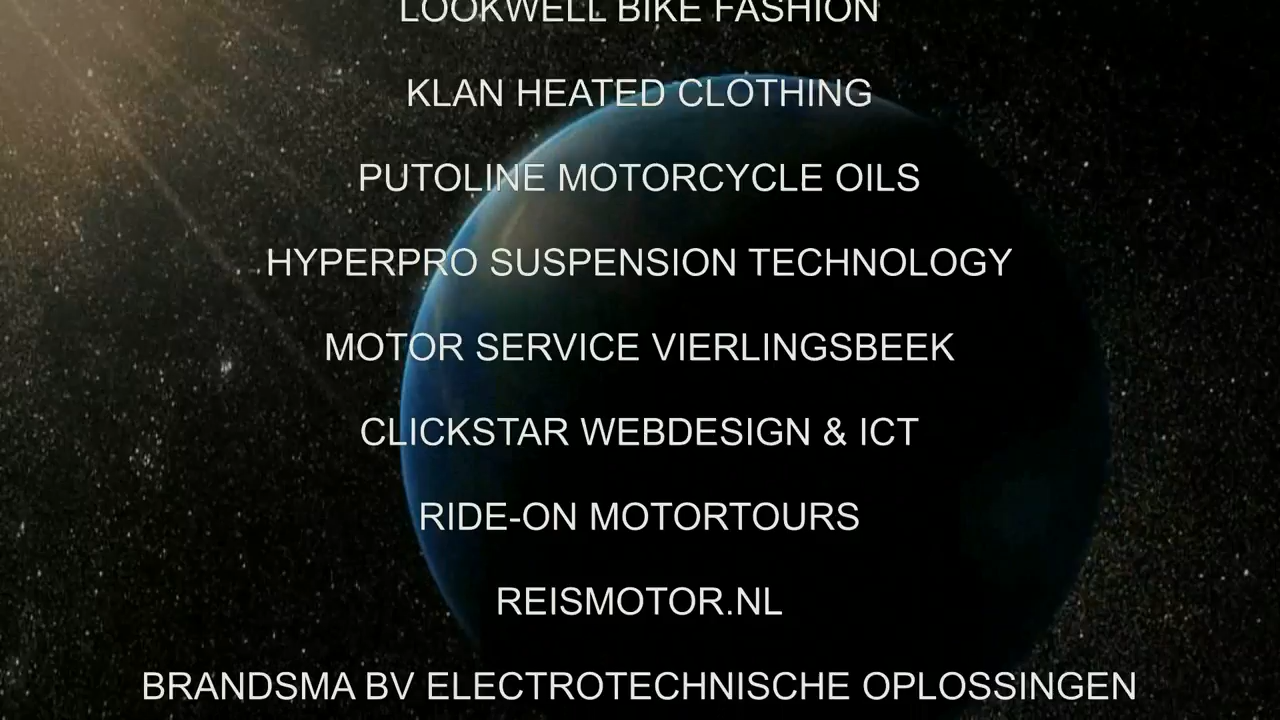 LOOKWELL BIKE FASHION
KLAN HEATED CLOTHING
PUTOLINE MOTORCYCLE OILS
HYPERPRO SUSPENSION TECHNOLOGY
MOTOR SERVICE VIERLINGSBEEK
CLICKSTAR WEBDESIGN & ICT
RIDE-ON MOTORTOURS
REISMOTOR.NL
BRANDSMA BV ELECTROTECHNISCHE OPLOSSINGEN